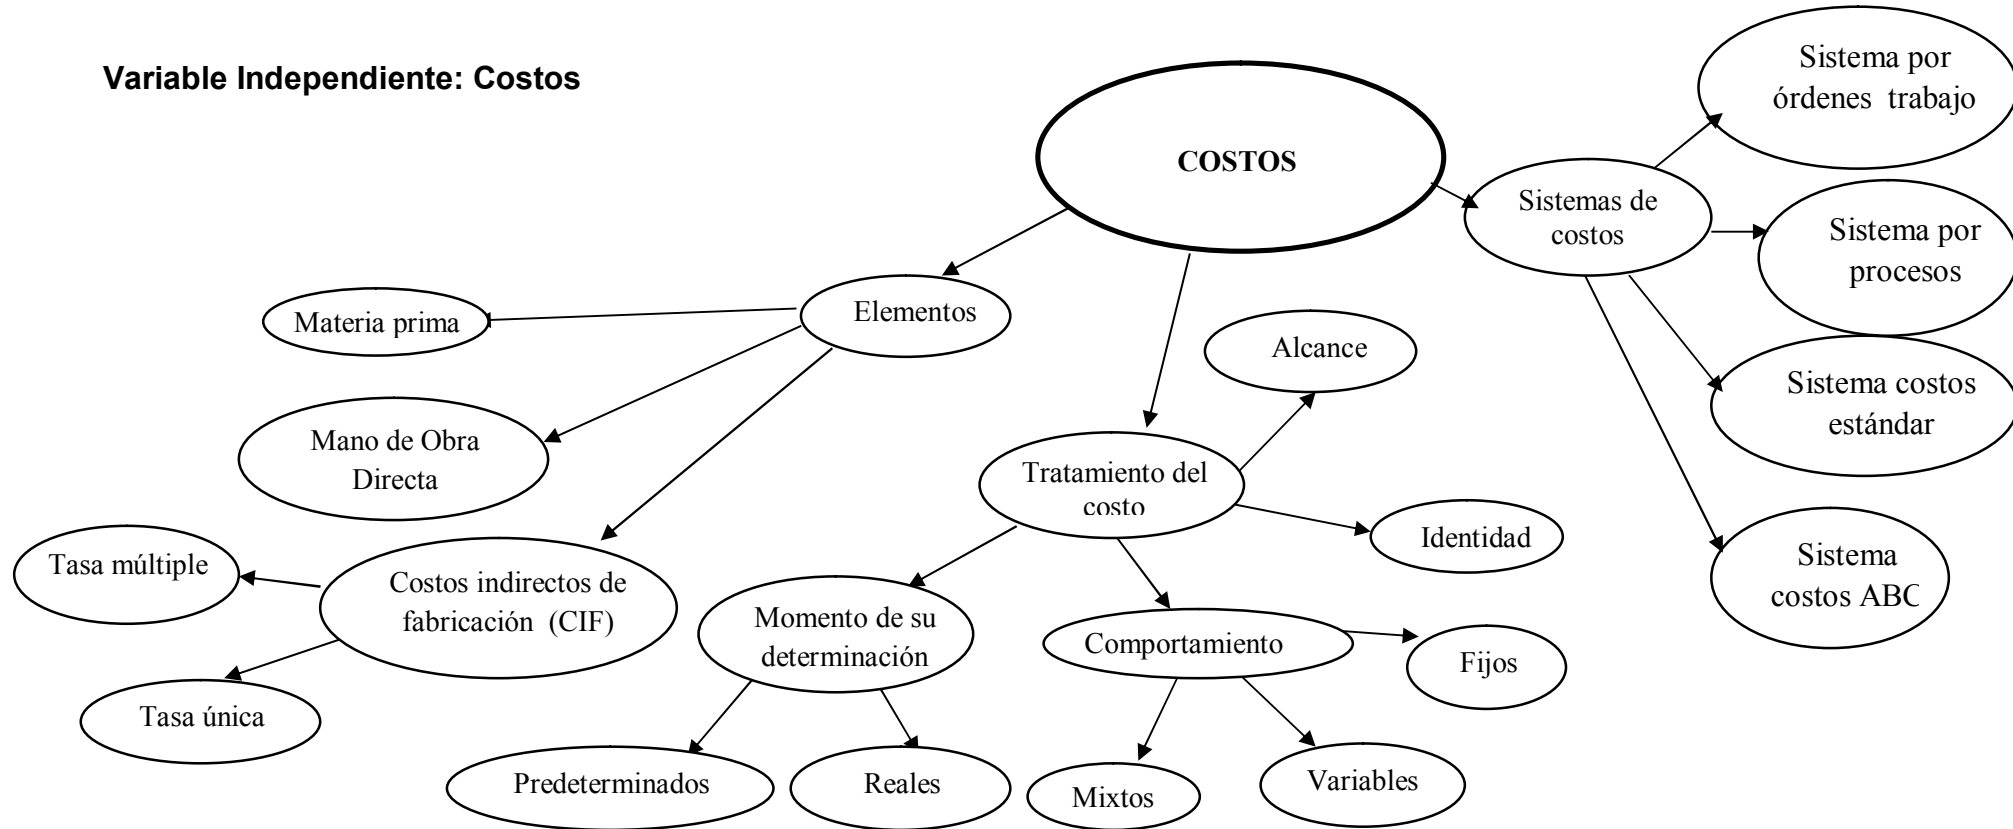 Variable Independiente: Costos
COSTOS
Sistema por
órdenes trabajo
Sistemas de
costos
Sistema por
procesos
Elementos
Materia prima
Alcance
Sistema costos
estándar
Mano de Obra
Directa
Tratamiento del
costo
Identidad
Sistema
costos ABC
Tasa múltiple
Costos indirectos de
fabricación (CIF)
Momento de su
determinación
Comportamiento
Fijos
Tasa única
Predeterminados
Reales
Mixtos
Variables